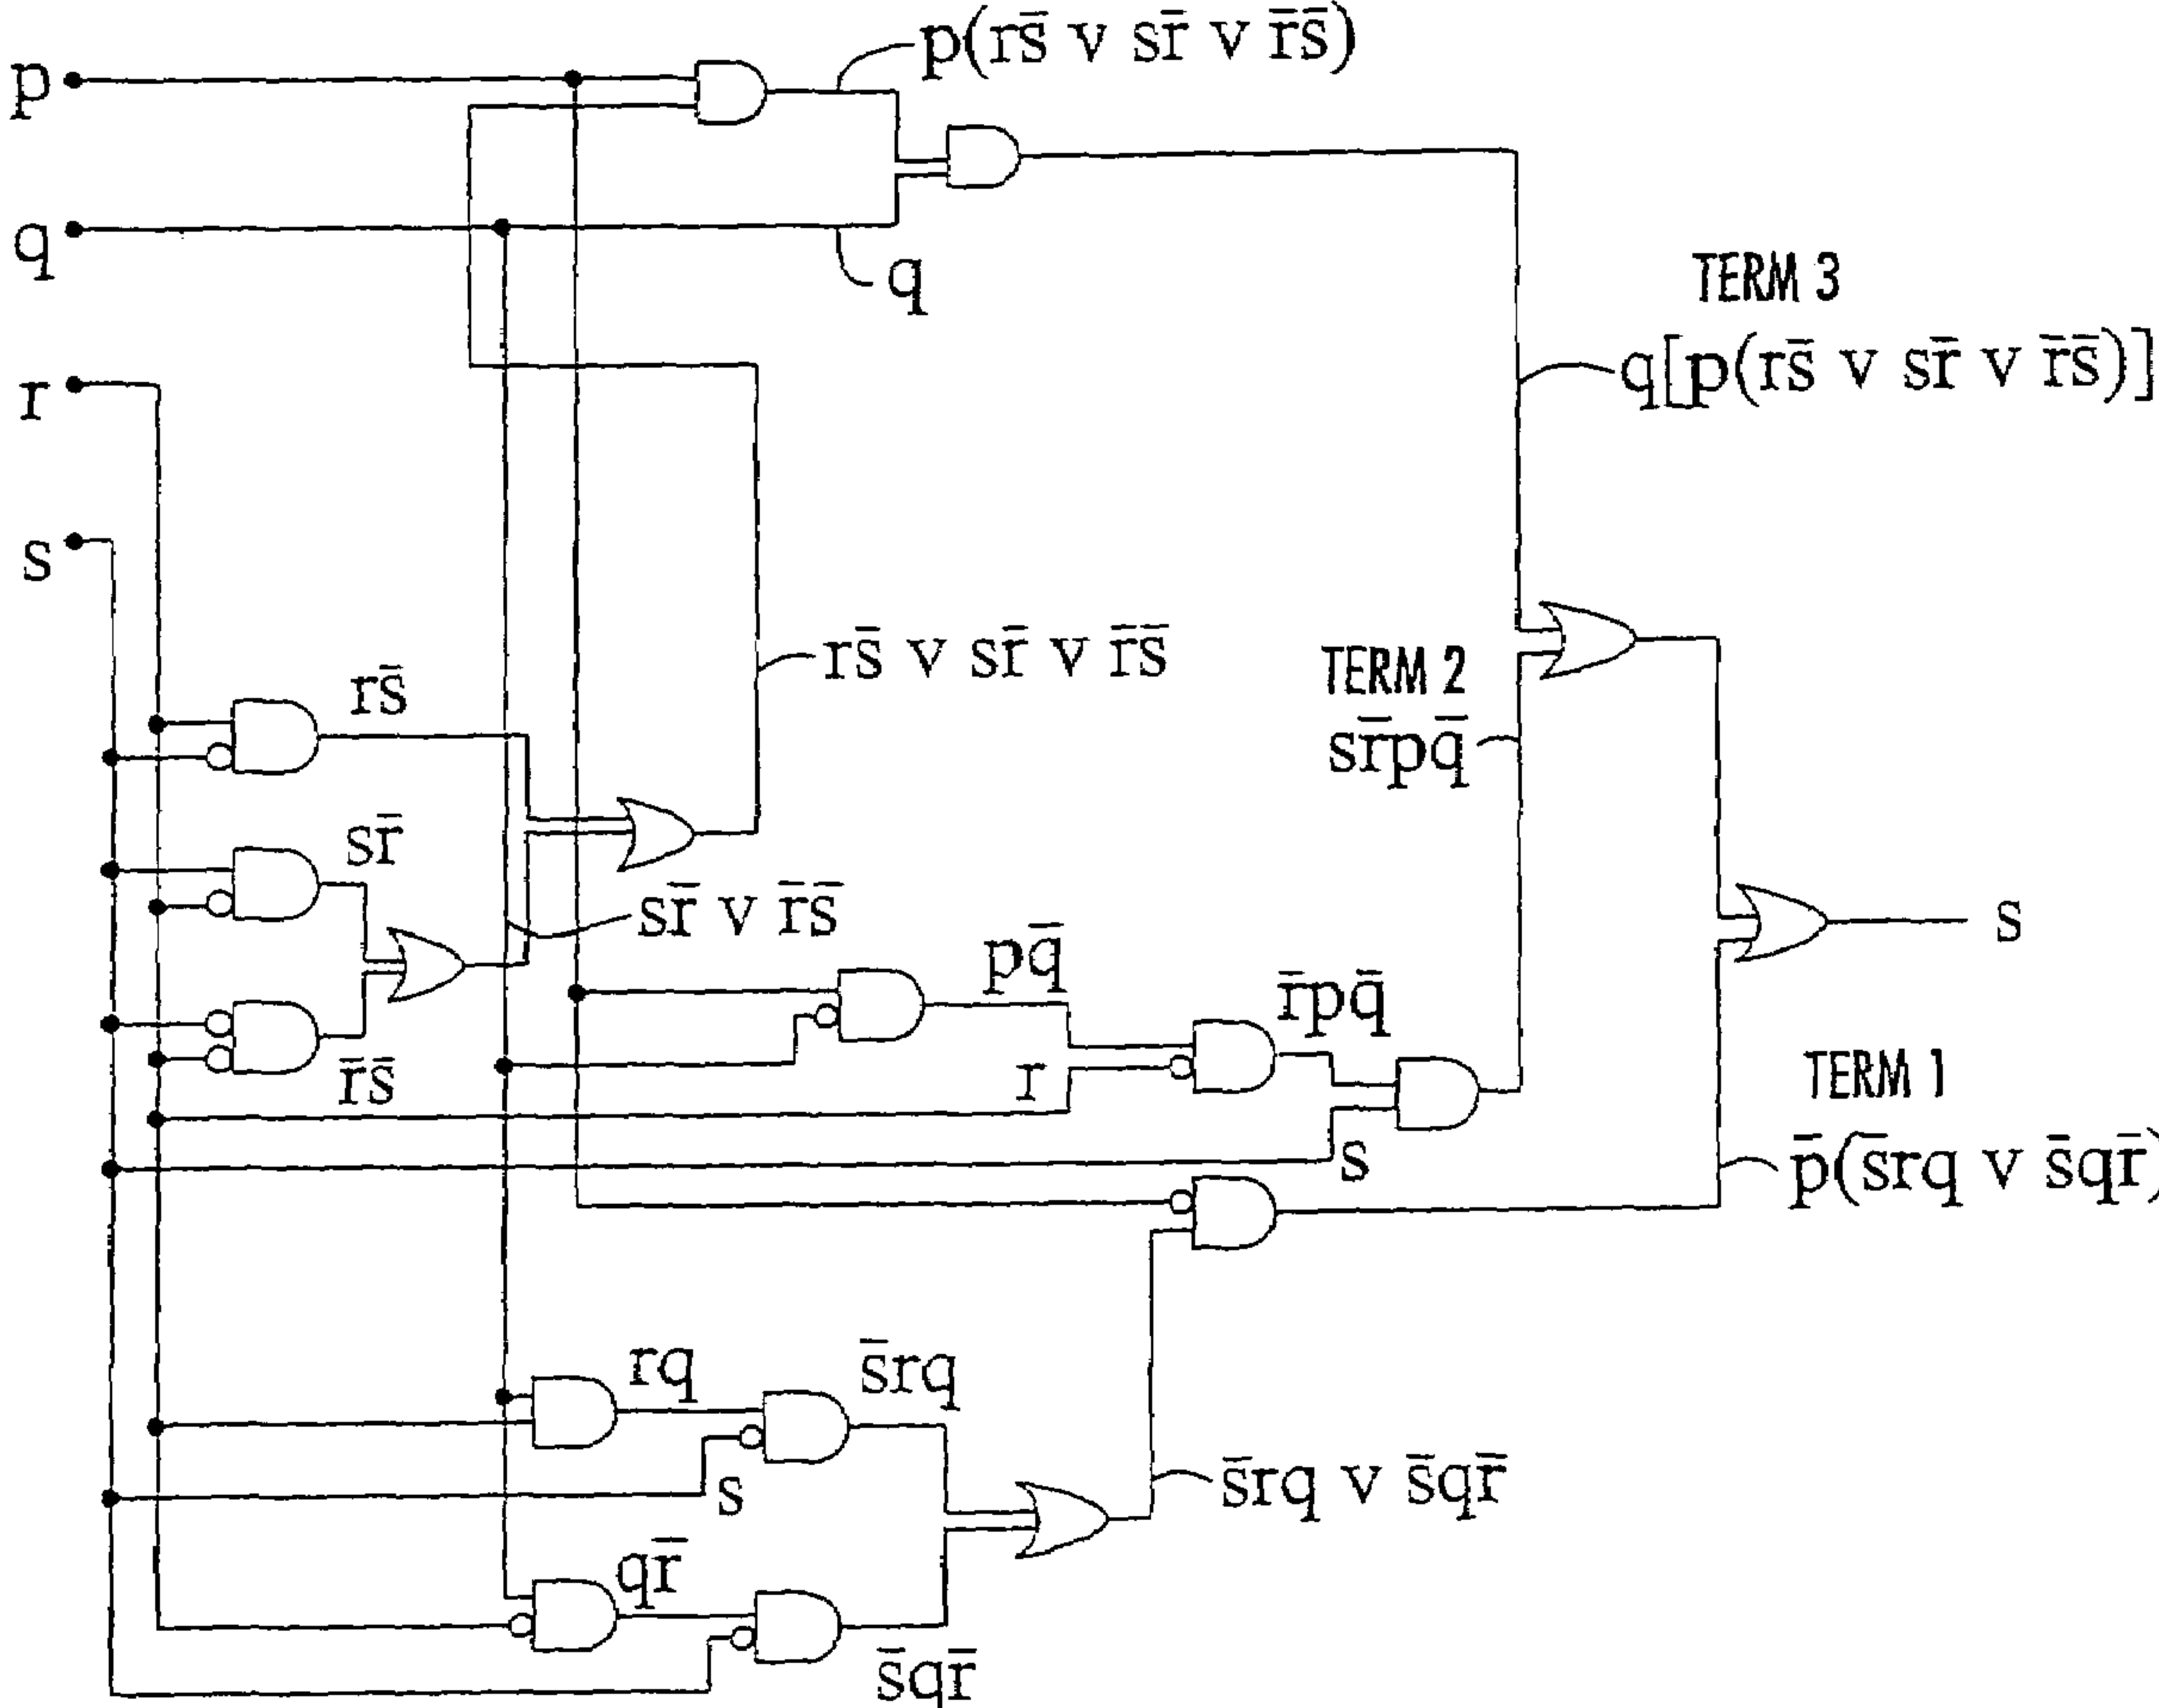 p(rs̄ v sr̄ v r̄s̄)
p
q
q
TERM 3
q[p(rs̄ v sr̄ v r̄s̄)]
r
s
rs̄ v sr̄ v r̄s̄
TERM 2
rs̄
sr̄pq̄
sr̄
sr̄ v r̄s̄
s
pq̄
r̄pq̄
r̄s̄
r
TERM 1
s
p̄(s̄rq v s̄qr̄)
rq
s̄rq
s
s̄rq v s̄qr̄
qr̄
s̄qr̄